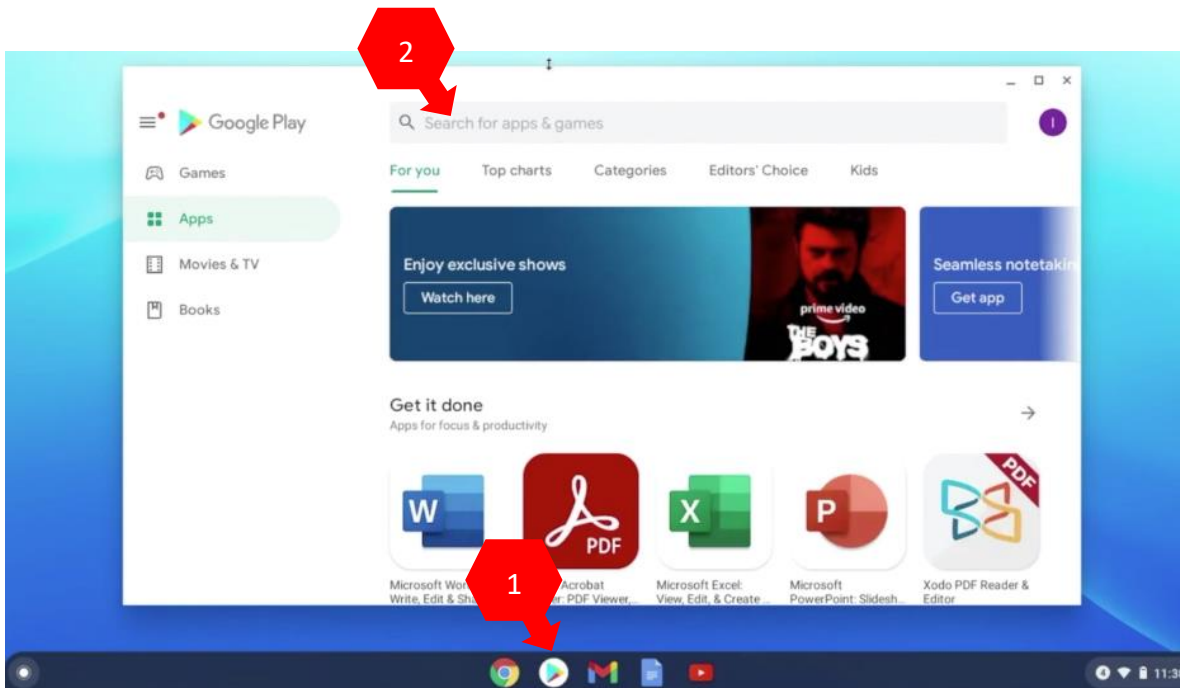 2
Google Play
Search for apps & games
I
Games
For you Top charts Categories Editors' Choice Kids
Apps
Movies & TV
Books
Enjoy exclusive shows
Watch here
prime video
THE
BOYS
Seamless notetakin
Get app
Get it done
Apps for focus & productivity
W
PDF
X
P
PDF
Microsoft Wor
Write, Edit & Sha
Acrobat
er: PDF Viewer,...
Microsoft Excel:
View, Edit, & Create ...
Microsoft
PowerPoint: Slidesh...
Xodo PDF Reader &
Editor
1
4